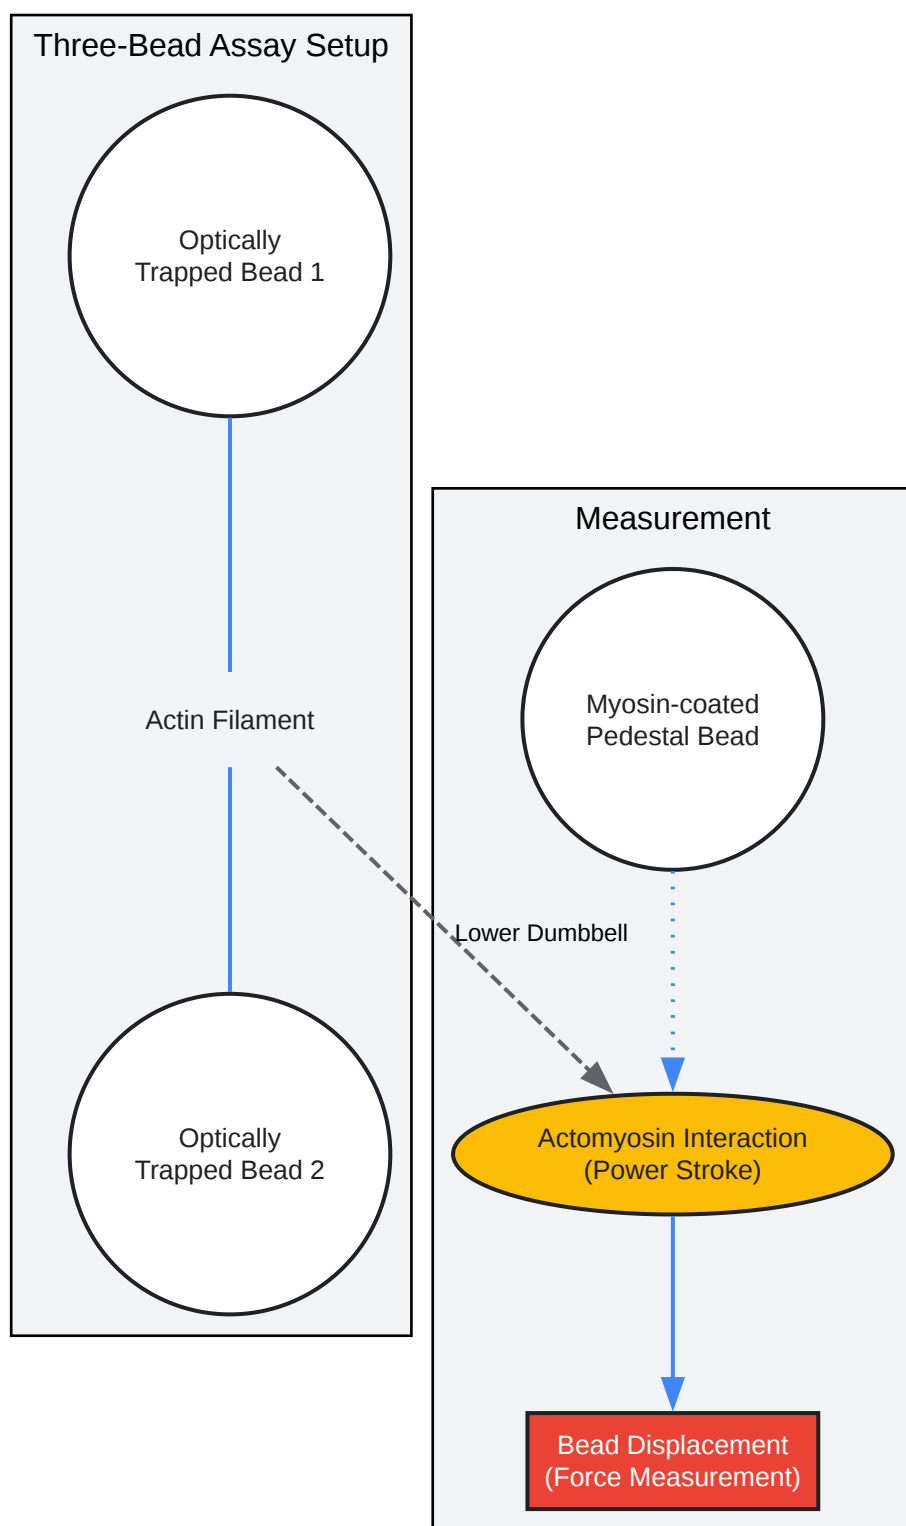 Three-Bead Assay Setup
Optically
Trapped Bead 1
Actin Filament
Optically
Trapped Bead 2
Measurement
Myosin-coated
Pedestal Bead
Lower Dumbbell
Actomyosin Interaction
(Power Stroke)
Bead Displacement
(Force Measurement)